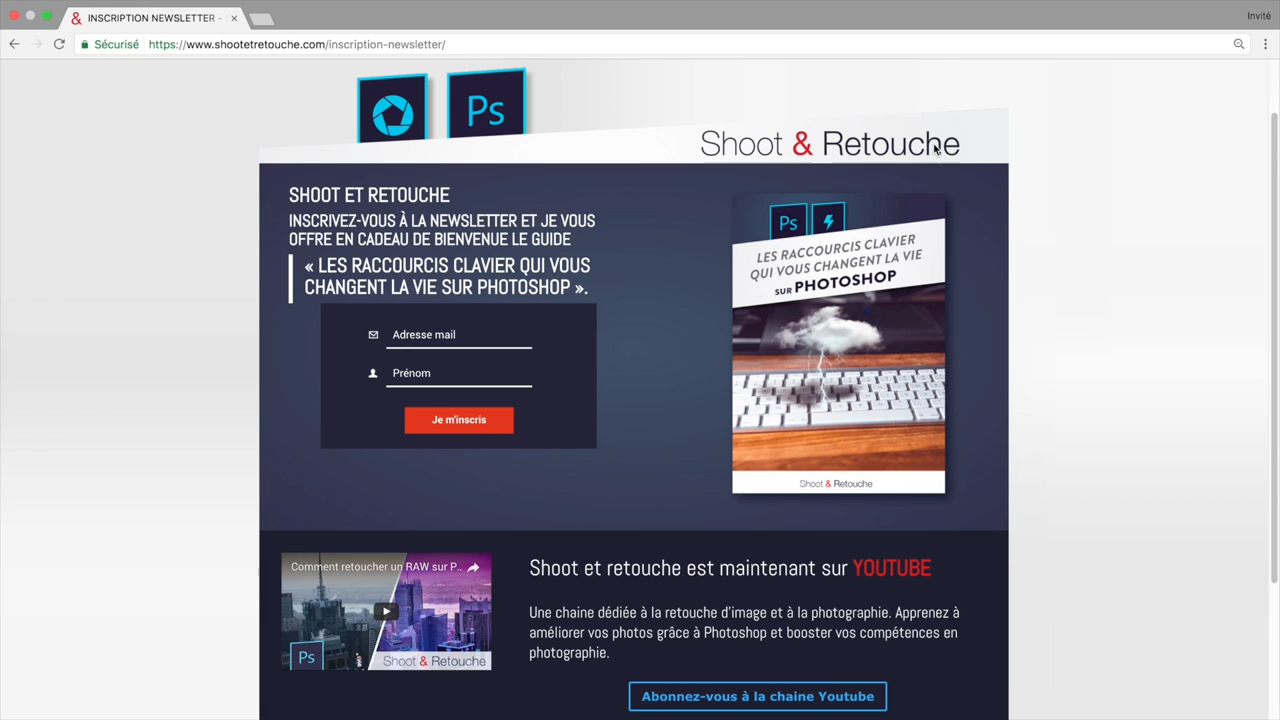 INSCRIPTION NEWSLETTER -
Invité
Sécurisé
https://www.shootetretouche.com/inscription-newsletter/
Ps
Shoot & Retouche
SHOOT ET RETOUCHE
INSCRIVEZ-VOUS À LA NEWSLETTER ET JE VOUS
OFFRE EN CADEAU DE BIENVENUE LE GUIDE
« LES RACCOURCIS CLAVIER QUI VOUS
CHANGENT LA VIE SUR PHOTOSHOP ».
Adresse mail
Prénom
Je m'inscris
Ps
LES RACCOURCIS CLAVIER
QUI VOUS CHANGENT LA VIE
SUR PHOTOSHOP
Shoot & Retouche
Comment retoucher un RAW sur P..
Ps
Shoot & Retouche
Shoot et retouche est maintenant sur YOUTUBE
Une chaine dédiée à la retouche d'image et à la photographie. Apprenez à
améliorer vos photos grâce à Photoshop et booster vos compétences en
photographie.
Abonnez-vous à la chaine Youtube